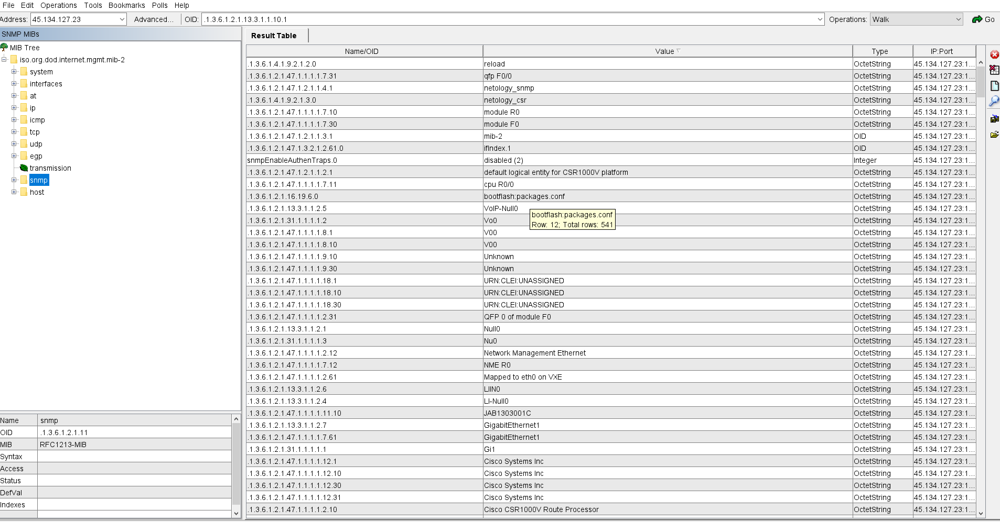 File Edit Operations Tools Bookmarks Polls Help
Address: 45.134.127.23 Advanced... OID: .1.3.6.1.2.1.13.3.1.1.10.1 Operations: Walk Go
SNMP MIBs
MIB Tree
iso.org.dod.internet.mgmt.mib-2
system
interfaces
at
ip
icmp
tcp
udp
egp
transmission
snmp
host
Name snmp
OID .1.3.6.1.2.1.11
MIB RFC1213-MIB
Syntax
Access
Status
DefVal
Indexes
Result Table
Name/OID Value Type IP:Port
.1.3.6.1.4.1.9.2.1.2.0 reload OctetString 45.134.127.23:1...
.1.3.6.1.2.1.47.1.1.1.1.7.31 qfp F0/0 OctetString 45.134.127.23:1...
.1.3.6.1.2.1.47.1.2.1.1.4.1 netology_snmp OctetString 45.134.127.23:1...
.1.3.6.1.4.1.9.2.1.3.0 netology_csr OctetString 45.134.127.23:1...
.1.3.6.1.2.1.47.1.1.1.1.7.10 module R0 OctetString 45.134.127.23:1...
.1.3.6.1.2.1.47.1.1.1.1.7.30 module F0 OctetString 45.134.127.23:1...
.1.3.6.1.2.1.47.1.2.1.1.3.1 mib-2 OID 45.134.127.23:1...
.1.3.6.1.2.1.47.1.3.2.1.2.61.0 ifIndex.1 OID 45.134.127.23:1...
snmpEnableAuthenTraps.0 disabled (2) Integer 45.134.127.23:1...
.1.3.6.1.2.1.47.1.2.1.1.2.1 default logical entity for CSR1000V platform OctetString 45.134.127.23:1...
.1.3.6.1.2.1.47.1.1.1.1.7.11 cpu R0/0 OctetString 45.134.127.23:1...
.1.3.6.1.2.1.16.19.6.0 bootflash:packages.conf OctetString 45.134.127.23:1...
.1.3.6.1.2.1.13.3.1.1.2.5 VoIP-Null0 OctetString 45.134.127.23:1...
bootflash:packages.conf
Row: 12; Total rows: 541
.1.3.6.1.2.1.31.1.1.1.1.2 Vo0 OctetString 45.134.127.23:1...
.1.3.6.1.2.1.47.1.1.1.1.8.1 V00 OctetString 45.134.127.23:1...
.1.3.6.1.2.1.47.1.1.1.1.8.10 V00 OctetString 45.134.127.23:1...
.1.3.6.1.2.1.47.1.1.1.1.9.10 Unknown OctetString 45.134.127.23:1...
.1.3.6.1.2.1.47.1.1.1.1.9.30 Unknown OctetString 45.134.127.23:1...
.1.3.6.1.2.1.47.1.1.1.1.18.1 URN:CLEI:UNASSIGNED OctetString 45.134.127.23:1...
.1.3.6.1.2.1.47.1.1.1.1.18.10 URN:CLEI:UNASSIGNED OctetString 45.134.127.23:1...
.1.3.6.1.2.1.47.1.1.1.1.18.30 URN:CLEI:UNASSIGNED OctetString 45.134.127.23:1...
.1.3.6.1.2.1.47.1.1.1.1.2.31 QFP 0 of module F0 OctetString 45.134.127.23:1...
.1.3.6.1.2.1.13.3.1.1.2.1 Null0 OctetString 45.134.127.23:1...
.1.3.6.1.2.1.31.1.1.1.1.3 Nu0 OctetString 45.134.127.23:1...
.1.3.6.1.2.1.47.1.1.1.1.2.12 Network Management Ethernet OctetString 45.134.127.23:1...
.1.3.6.1.2.1.47.1.1.1.1.7.12 NME R0 OctetString 45.134.127.23:1...
.1.3.6.1.2.1.47.1.1.1.1.2.61 Mapped to eth0 on VXE OctetString 45.134.127.23:1...
.1.3.6.1.2.1.13.3.1.1.2.6 LIIN0 OctetString 45.134.127.23:1...
.1.3.6.1.2.1.13.3.1.1.2.4 LI-Null0 OctetString 45.134.127.23:1...
.1.3.6.1.2.1.47.1.1.1.1.11.10 JAB1303001C OctetString 45.134.127.23:1...
.1.3.6.1.2.1.13.3.1.1.2.7 GigabitEthernet1 OctetString 45.134.127.23:1...
.1.3.6.1.2.1.47.1.1.1.1.7.61 GigabitEthernet1 OctetString 45.134.127.23:1...
.1.3.6.1.2.1.31.1.1.1.1.1 Gi1 OctetString 45.134.127.23:1...
.1.3.6.1.2.1.47.1.1.1.1.12.1 Cisco Systems Inc OctetString 45.134.127.23:1...
.1.3.6.1.2.1.47.1.1.1.1.12.10 Cisco Systems Inc OctetString 45.134.127.23:1...
.1.3.6.1.2.1.47.1.1.1.1.12.30 Cisco Systems Inc OctetString 45.134.127.23:1...
.1.3.6.1.2.1.47.1.1.1.1.12.31 Cisco Systems Inc OctetString 45.134.127.23:1...
.1.3.6.1.2.1.47.1.1.1.1.2.10 Cisco CSR1000V Route Processor OctetString 45.134.127.23:1...